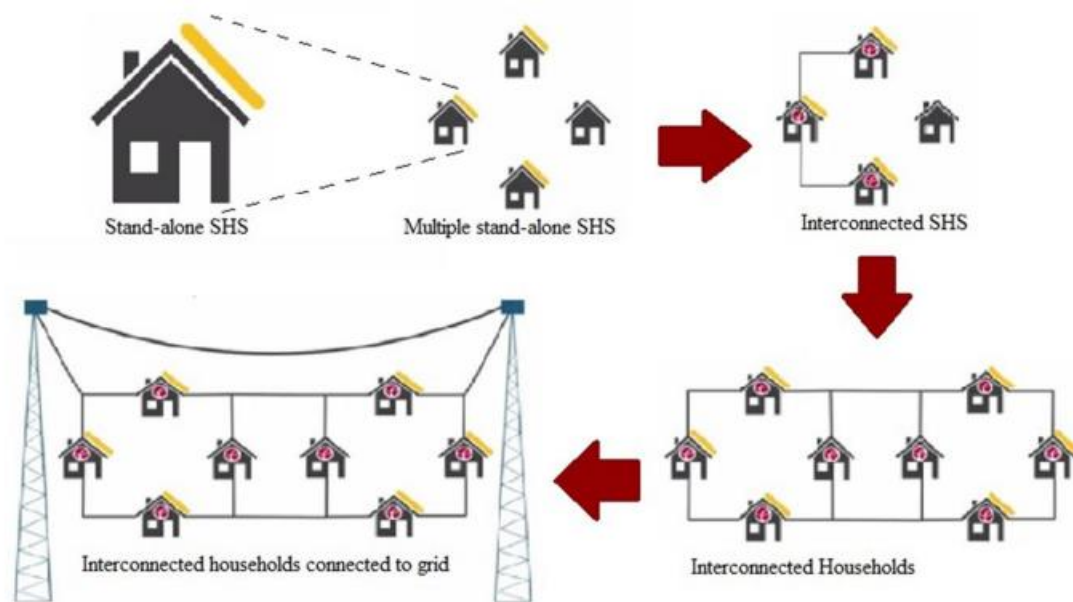 Stand-alone SHS
Multiple stand-alone SHS
Interconnected SHS
Interconnected households connected to grid
Interconnected Households